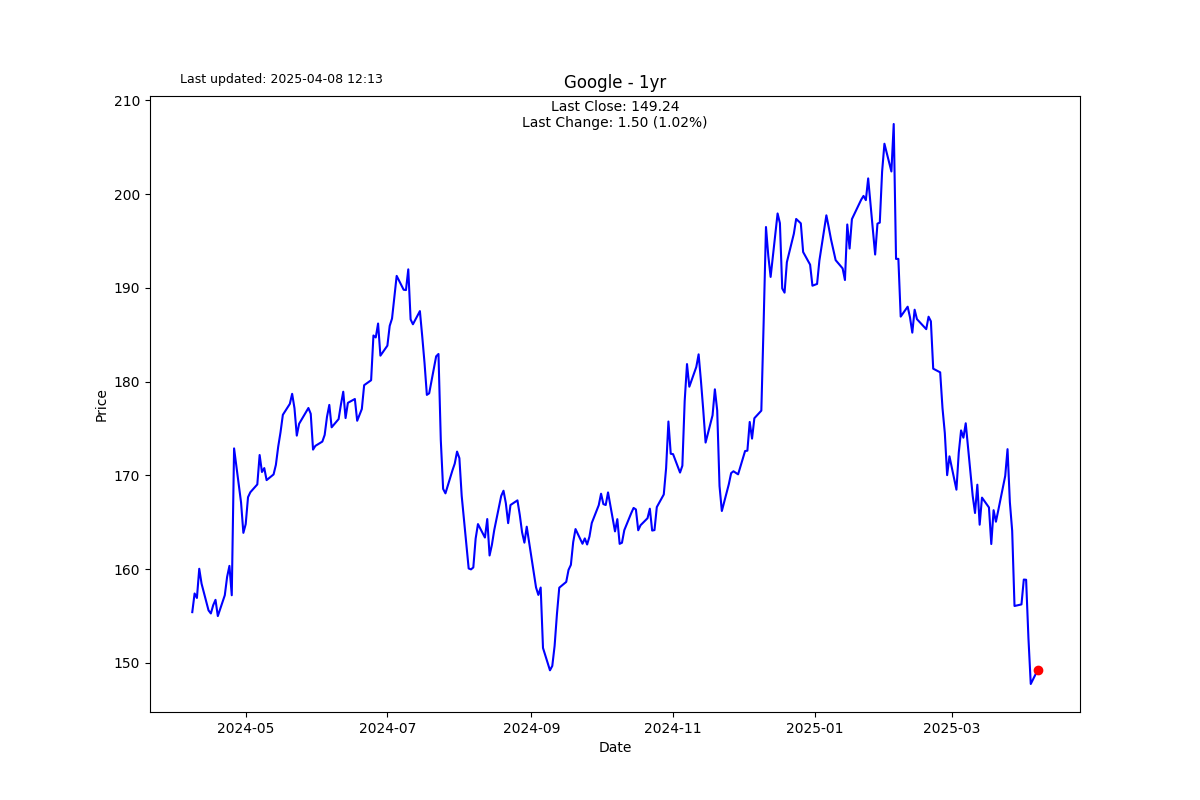 Last updated: 2025-04-08 12:13
Google - 1yr
Last Close: 149.24
Last Change: 1.50 (1.02%)
Price
210
200
190
180
170
160
150
2024-05
2024-07
2024-09
2024-11
2025-01
2025-03
Date